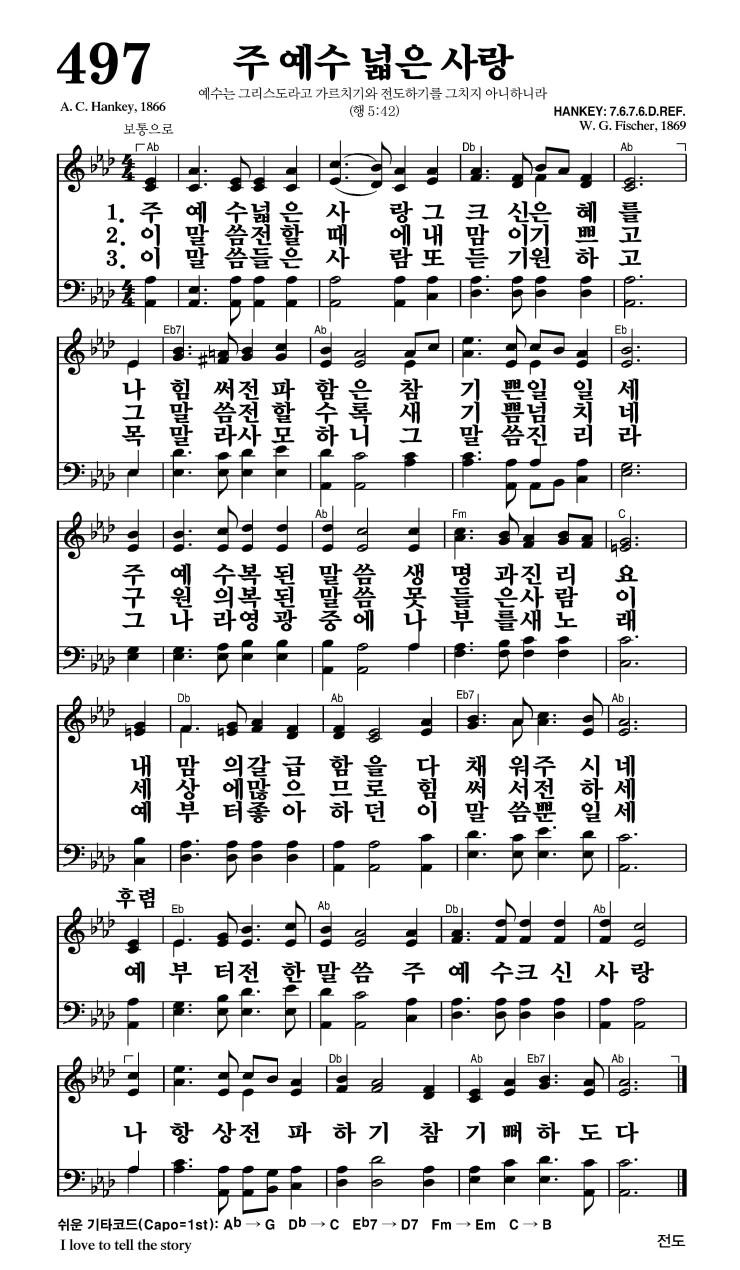 497
주 예수 넓은 사랑
예수는 그리스도라고 가르치기와 전도하기를 그치지 아니하니라
(행 5:42)
A. C. Hankey, 1866
HANKEY: 7.6.7.6.D.REF.
W. G. Fischer, 1869
보통으로
Ab Db Ab
1. 주 예 수넓 은 사 랑그 크 신은 혜 를
2. 이 말 씀전 할 때 에내 맘 이기 쁘 고
3. 이 말 씀들 은 사 람또 듣 기원 하 고
Eb7 Ab Eb
나 힘 써전 파 함 은 참 기 쁜일 일 세
그 말 씀전 할 수 록 새 기 쁨넘 치 네
목 말 라사 모 하 니 그 말 씀진 리 라
Ab Fm C
주 예 수복 된 말 씀 생 명 과진 리 요
구 원 의복 된 말 씀 못 들 은사 람 이
그 나 라영 광 중 에 나 부 를새 노 래
Db Ab Eb7 Ab
내 맘 의갈 급 함 을 다 채 워주 시 네
세 상 에많 으 므 로 힘 써 서전 하 세
예 부 터좋 아 하 던 이 말 씀뿐 일 세
후렴
Eb Ab Db Ab
예 부 터전 한 말 씀 주 예 수크 신 사 랑
Db Ab Eb7 Ab
나 항 상전 파 하 기 참 기 뻐 하 도 다
쉬운 기타코드(Capo=1st): Ab → G Db → C Eb7 → D7 Fm → Em C → B
I love to tell the story
전도